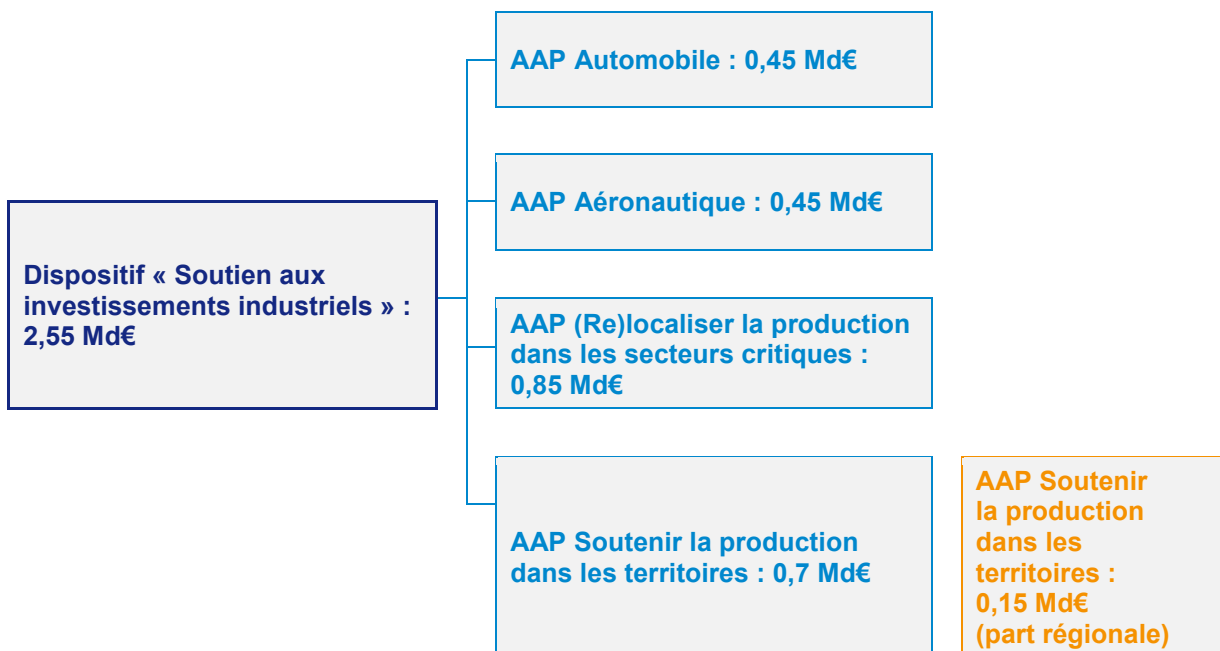 AAP Automobile : 0,45 Md€
AAP Aéronautique : 0,45 Md€
Dispositif « Soutien aux
investissements industriels » :
2,55 Md€
AAP (Re)localiser la production
dans les secteurs critiques :
0,85 Md€
AAP Soutenir la production
dans les territoires : 0,7 Md€
AAP Soutenir
la production
dans les
territoires :
0,15 Md€
(part régionale)